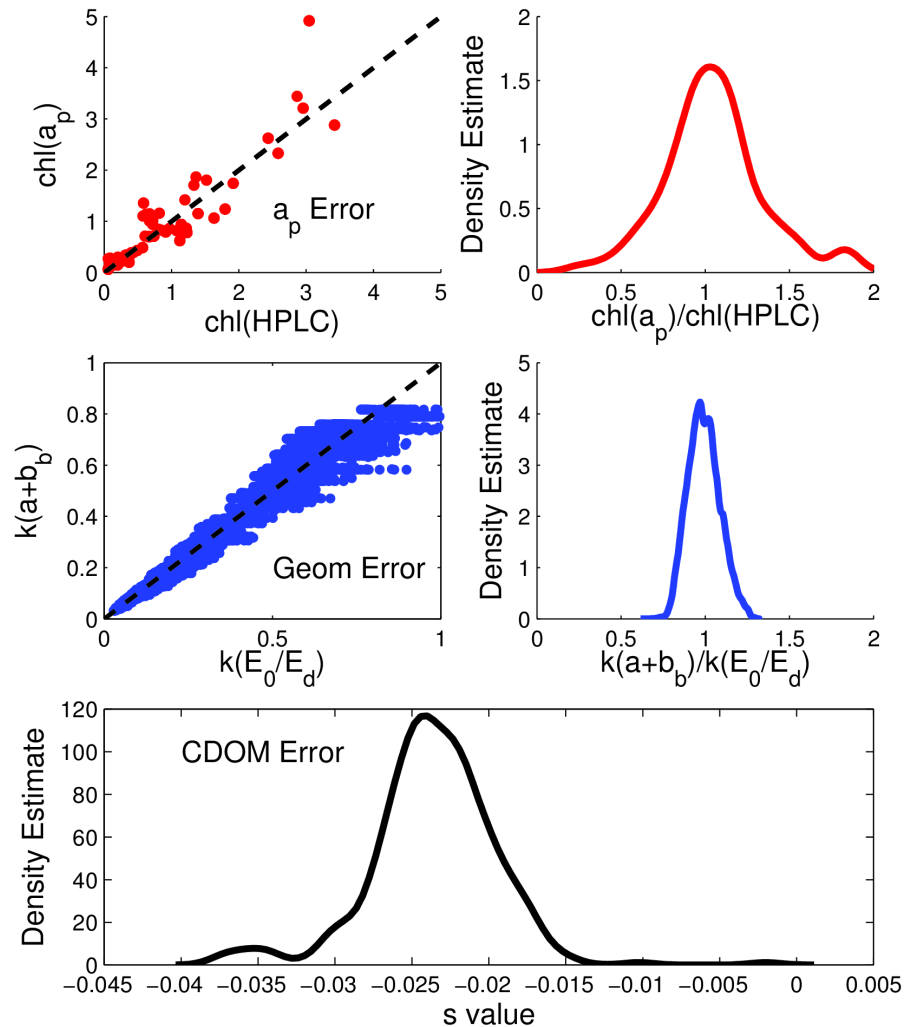 5
4
3
2
1
0
0 1 2 3 4 5
chl(a_p)
chl(HPLC)
a_p Error
2
1.5
1
0.5
0
0 0.5 1 1.5 2
Density Estimate
chl(a_p)/chl(HPLC)
1
0.8
0.6
0.4
0.2
0
0 0.5 1
k(a+b_b)
k(E_0/E_d)
Geom Error
5
4
3
2
1
0
0 0.5 1 1.5 2
Density Estimate
k(a+b_b)/k(E_0/E_d)
120
100
80
60
40
20
0
−0.045 −0.04 −0.035 −0.03 −0.025 −0.02 −0.015 −0.01 −0.005 0 0.005
Density Estimate
CDOM Error
s value